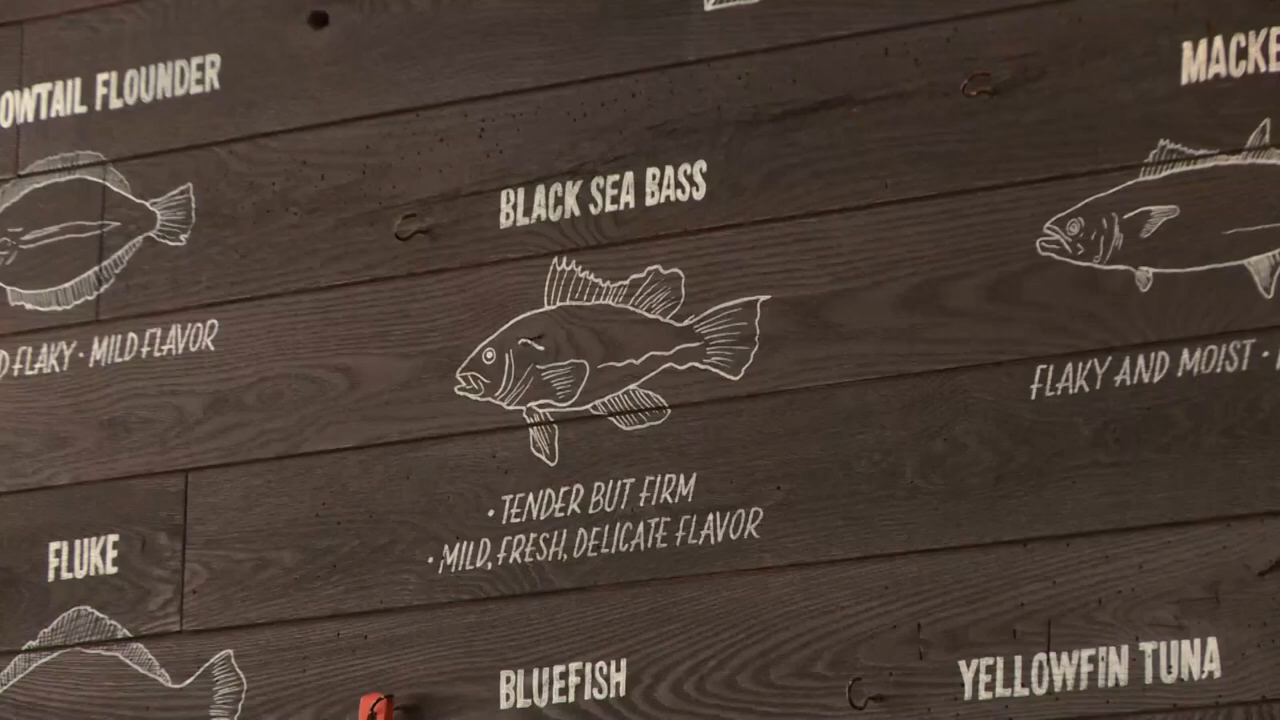 OWTAIL FLOUNDER
MACKE
BLACK SEA BASS
D FLAKY · MILD FLAVOR
FLAKY AND MOIST ·
• TENDER BUT FIRM
• MILD, FRESH, DELICATE FLAVOR
FLUKE
BLUEFISH
YELLOWFIN TUNA